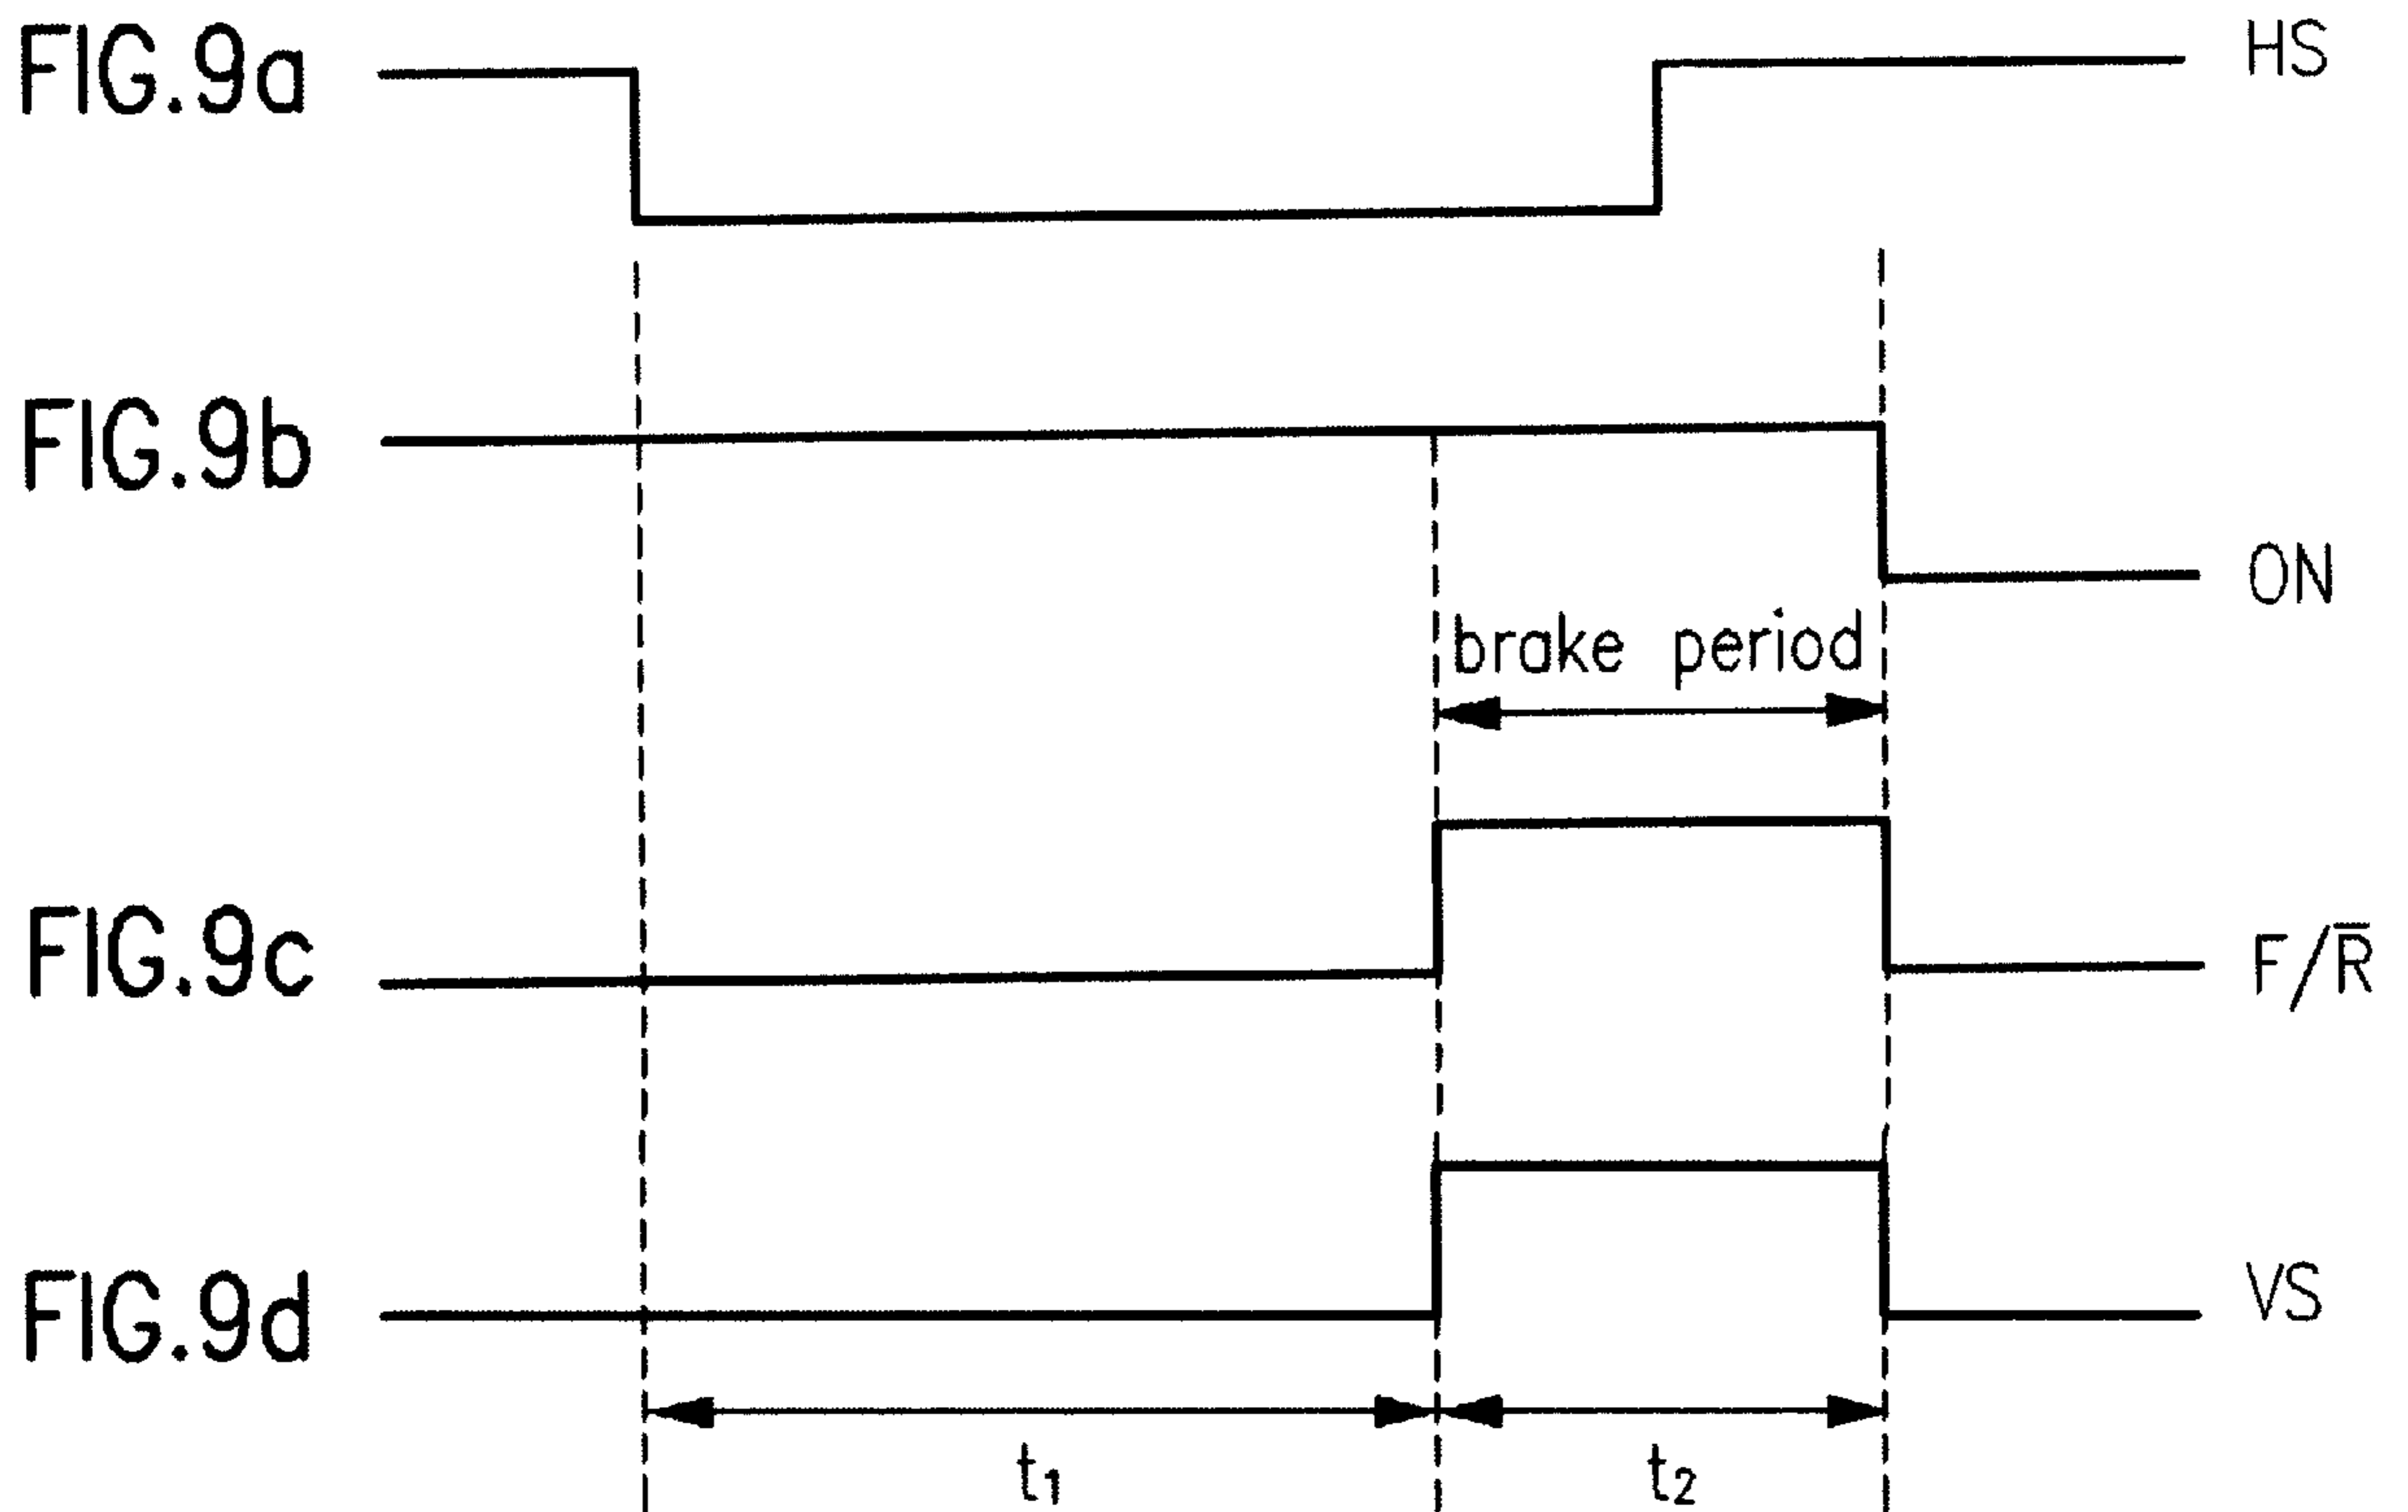 FIG.9a HS
FIG.9b ON
brake period
FIG.9c F/R̅
FIG.9d VS
t₁ t₂